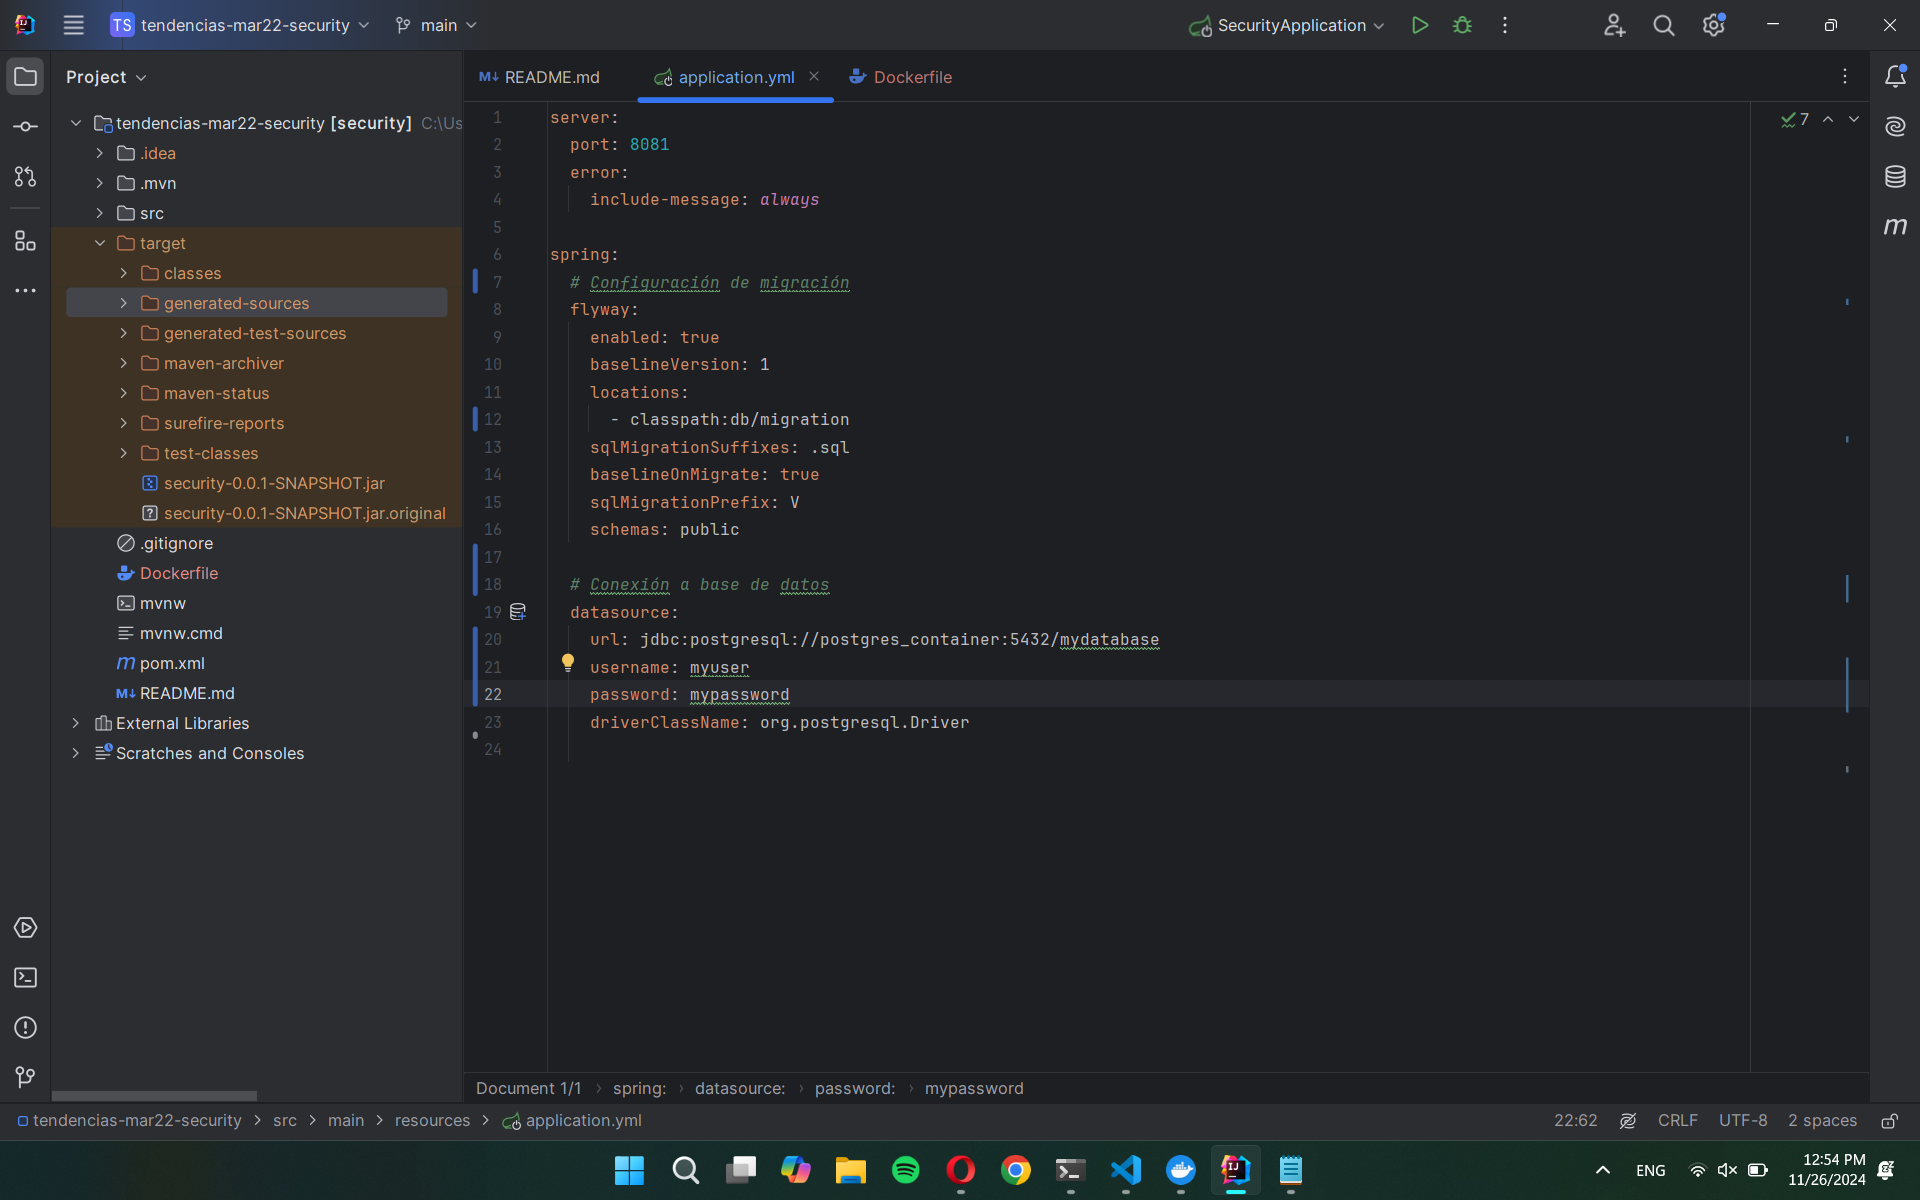 TS tendencias-mar22-security main SecurityApplication
Project
README.md application.yml Dockerfile
tendencias-mar22-security [security] C:\Us
.idea
.mvn
src
target
classes
generated-sources
generated-test-sources
maven-archiver
maven-status
surefire-reports
test-classes
security-0.0.1-SNAPSHOT.jar
security-0.0.1-SNAPSHOT.jar.original
.gitignore
Dockerfile
mvnw
mvnw.cmd
pom.xml
README.md
External Libraries
Scratches and Consoles
7
1 server:
2 port: 8081
3 error:
4 include-message: always
5
6 spring:
7 # Configuración de migración
8 flyway:
9 enabled: true
10 baselineVersion: 1
11 locations:
12 - classpath:db/migration
13 sqlMigrationSuffixes: .sql
14 baselineOnMigrate: true
15 sqlMigrationPrefix: V
16 schemas: public
17
18 # Conexión a base de datos
19 datasource:
20 url: jdbc:postgresql://postgres_container:5432/mydatabase
21 username: myuser
22 password: mypassword
23 driverClassName: org.postgresql.Driver
24
Document 1/1 › spring: › datasource: › password: › mypassword
tendencias-mar22-security > src > main > resources > application.yml 22:62 CRLF UTF-8 2 spaces
ENG 12:54 PM
11/26/2024